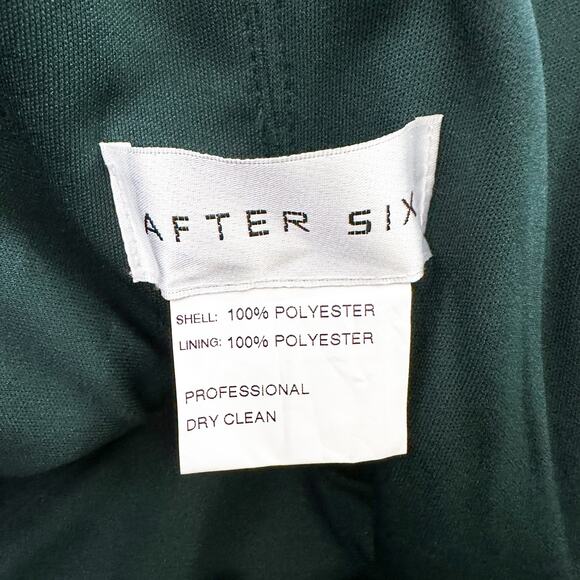 AFTER SIX
SHELL: 100% POLYESTER
LINING: 100% POLYESTER
PROFESSIONAL
DRY CLEAN